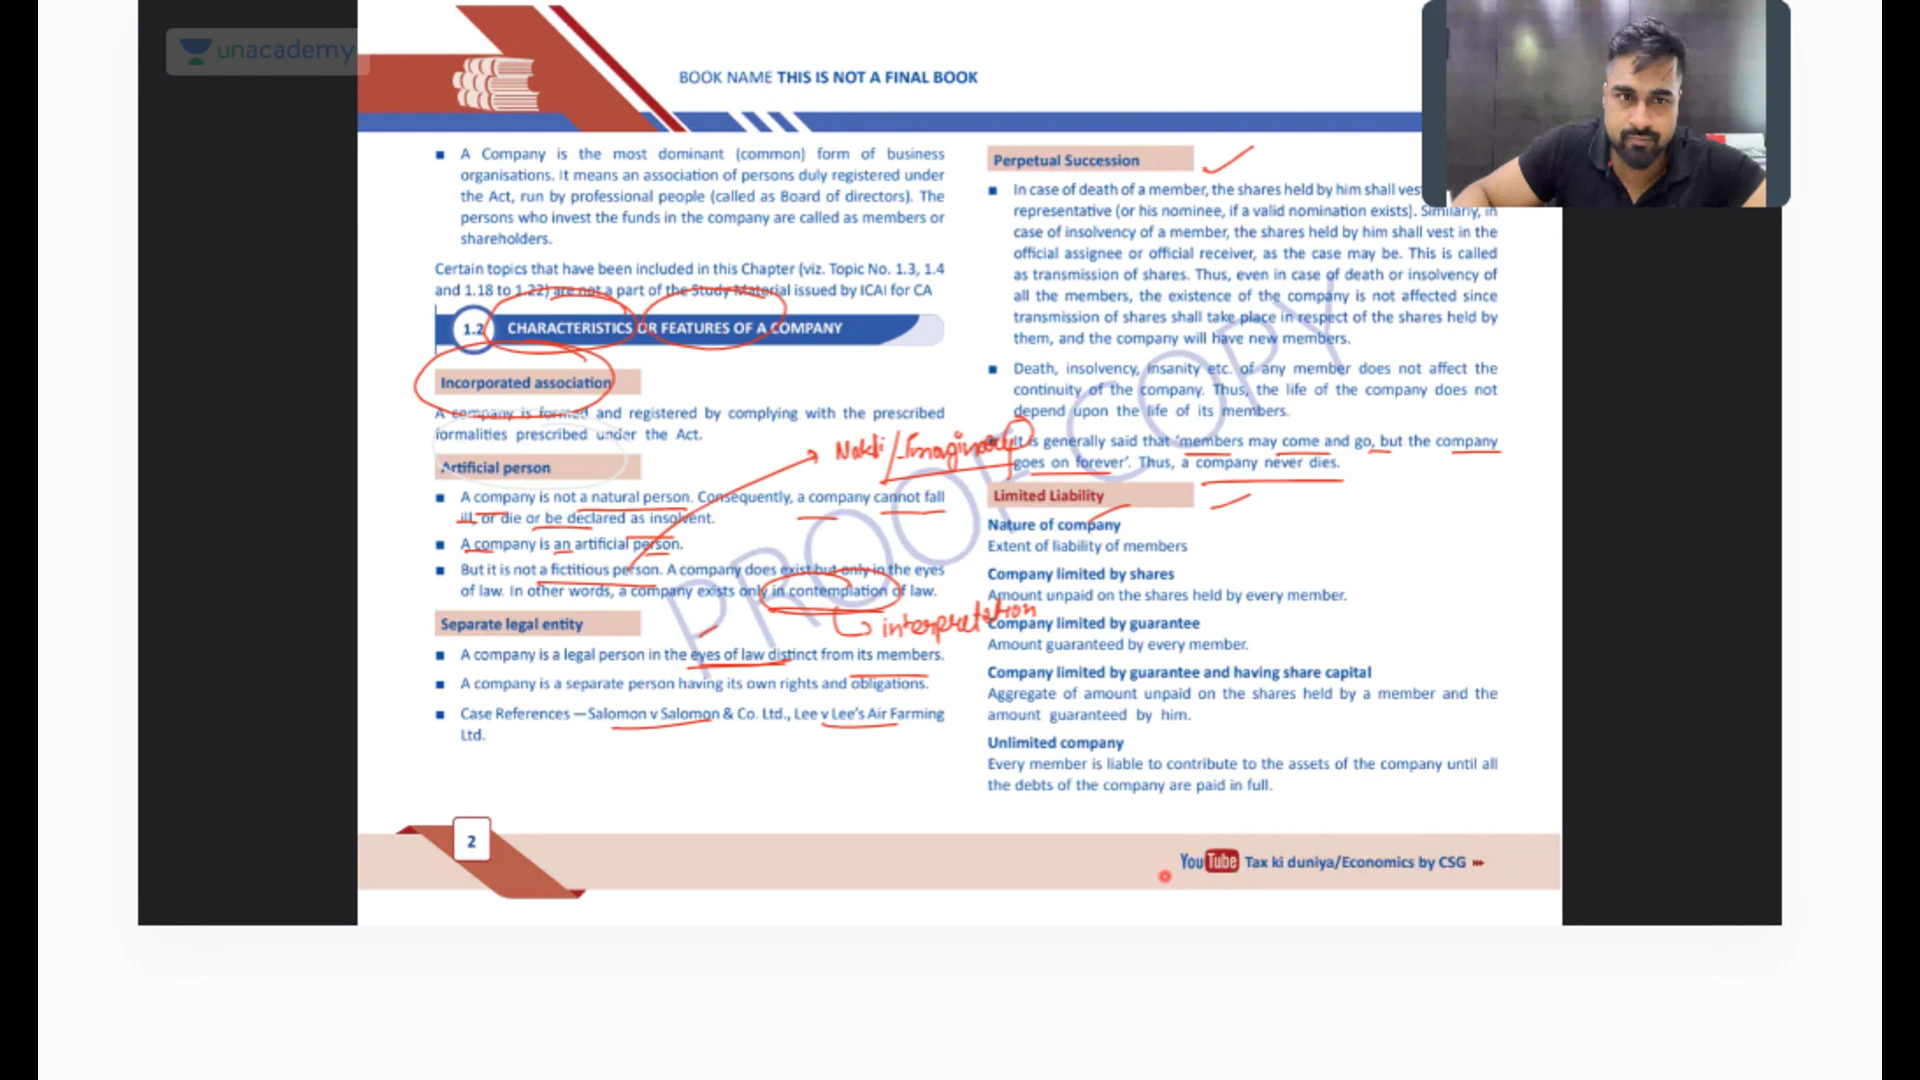 unacademy
BOOK NAME THIS IS NOT A FINAL BOOK
A Company is the most dominant (common) form of business
organisations. It means an association of persons duly registered under
the Act, run by professional people (called as Board of directors). The
persons who invest the funds in the company are called as members or
shareholders.
Certain topics that have been included in this Chapter (viz. Topic No. 1.3, 1.4
and 1.18 to 1.22) are not a part of the Study Material issued by ICAI for CA
1.2 CHARACTERISTICS OR FEATURES OF A COMPANY
Incorporated association
A company is formed and registered by complying with the prescribed
formalities prescribed under the Act.
Artificial person
A company is not a natural person. Consequently, a company cannot fall
ill, or die or be declared as insolvent.
A company is an artificial person.
But it is not a fictitious person. A company does exist but only in the eyes
of law. In other words, a company exists only in contemplation of law.
Nakli/Imaginary
interpretation
Separate legal entity
A company is a legal person in the eyes of law distinct from its members.
A company is a separate person having its own rights and obligations.
Case References —Salomon v Salomon & Co. Ltd., Lee v Lee's Air Farming
Ltd.
Perpetual Succession
In case of death of a member, the shares held by him shall
representative (or his nominee, if a valid nomination exists). Similarly, in
case of insolvency of a member, the shares held by him shall vest in the
official assignee or official receiver, as the case may be. This is called
as transmission of shares. Thus, even in case of death or insolvency of
all the members, the existence of the company is not affected since
transmission of shares shall take place in respect of the shares held by
them, and the company will have new members.
Death, insolvency, insanity etc. of any member does not affect the
continuity of the company. Thus, the life of the company does not
depend upon the life of its members.
It is generally said that 'members may come and go, but the company
goes on forever'. Thus, a company never dies.
Limited Liability
Nature of company
Extent of liability of members
Company limited by shares
Amount unpaid on the shares held by every member.
Company limited by guarantee
Amount guaranteed by every member.
Company limited by guarantee and having share capital
Aggregate of amount unpaid on the shares held by a member and the
amount guaranteed by him.
Unlimited company
Every member is liable to contribute to the assets of the company until all
the debts of the company are paid in full.
PROOF COPY
2
YouTube Tax ki duniya/Economics by CSG